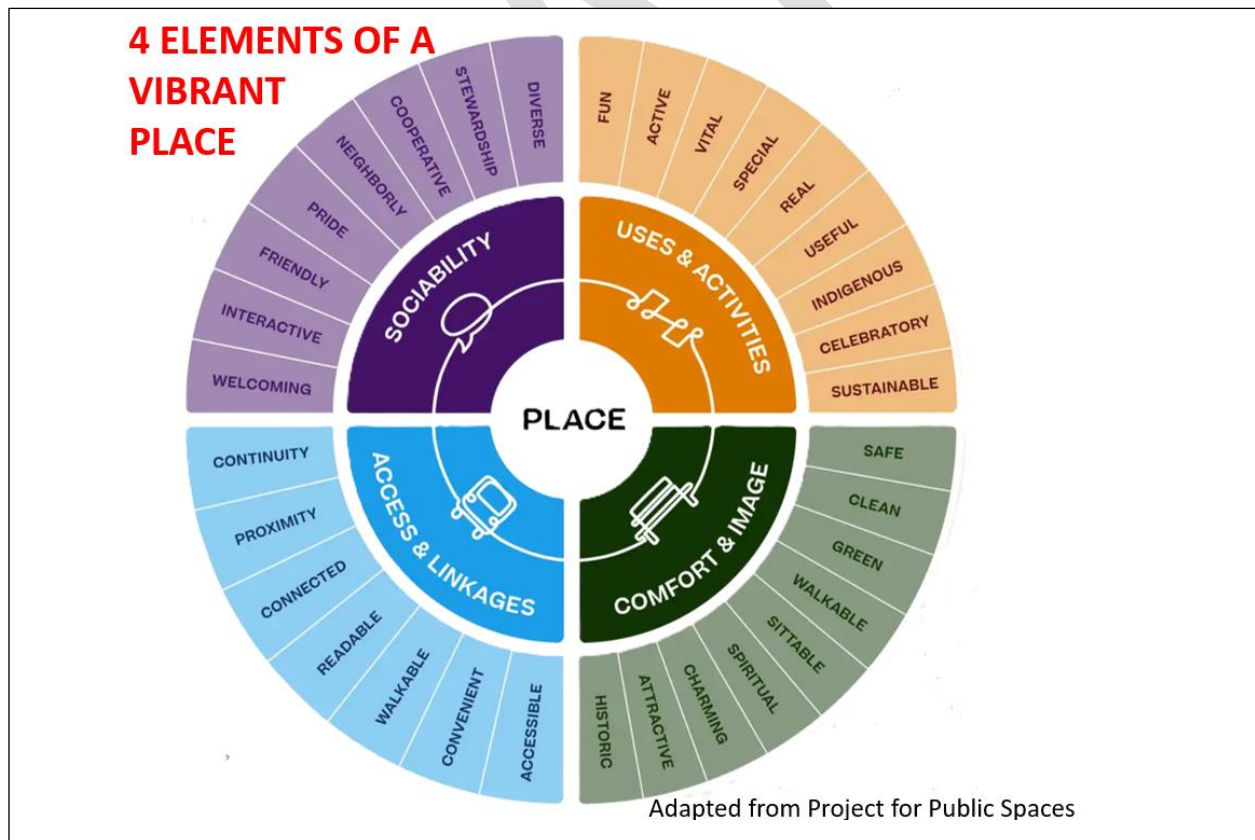 4 ELEMENTS OF A
VIBRANT
PLACE
DIVERSE
STEWARDSHIP
COOPERATIVE
NEIGHBORLY
PRIDE
FRIENDLY
INTERACTIVE
WELCOMING
SOCIABILITY
FUN
ACTIVE
VITAL
SPECIAL
REAL
USEFUL
INDIGENOUS
CELEBRATORY
SUSTAINABLE
USES & ACTIVITIES
PLACE
CONTINUITY
PROXIMITY
CONNECTED
READABLE
WALKABLE
CONVENIENT
ACCESSIBLE
ACCESS & LINKAGES
SAFE
CLEAN
GREEN
WALKABLE
SITTABLE
SPIRITUAL
CHARMING
ATTRACTIVE
HISTORIC
COMFORT & IMAGE
Adapted from Project for Public Spaces